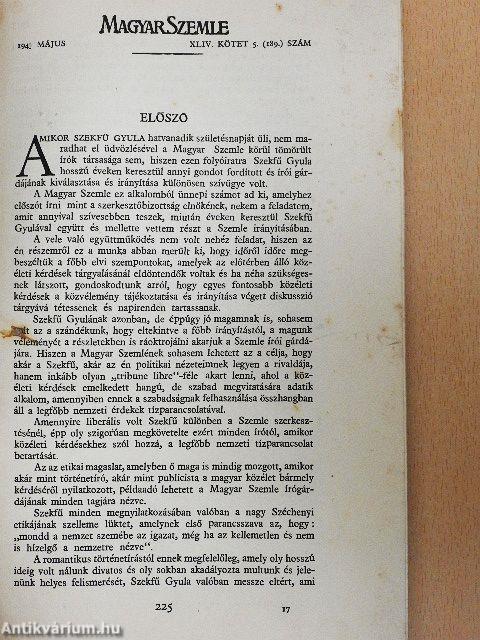 MAGYAR SZEMLE
1943 MÁJUS XLIV. KÖTET 5. (189.) SZÁM
ELŐSZÓ
AMIKOR SZEKFŰ GYULA hatvanadik születésnapját üli, nem ma-
radhat el üdvözlésével a Magyar Szemle körül tömörült
írók társasága sem, hiszen ezen folyóiratra Szekfű Gyula
hosszú éveken keresztül annyi gondot fordított és írói gár-
dájának kiválasztása és irányítása különösen szívügye volt.
A Magyar Szemle ez alkalomból ünnepi számot ad ki, amelyhez
előszót írni mint a szerkesztőbizottság elnökének, nekem a feladatom,
amit annyival szívesebben teszek, miután éveken keresztül Szekfű
Gyulával együtt és mellette vettem részt a Szemle irányításában.
A vele való együttműködés nem volt nehéz feladat, hiszen az
én részemről ez a munka abban merült ki, hogy időről időre meg-
beszéltük a főbb elvi szempontokat, amelyek az előtérben álló köz-
életi kérdések tárgyalásánál eldöntendők voltak és ha néha szükséges-
nek látszott, gondoskodtunk arról, hogy egyes fontosabb közéleti
kérdések a közvélemény tájékoztatása és irányítása végett diskusszió
tárgyává tétessenek és napirenden tartassanak.
Szekfű Gyulának azonban, de éppúgy jó magamnak is, sohasem
volt az a szándékunk, hogy eltekintve a főbb irányítástól, a magunk
véleményét a részletekben is ráoktrojálni akarjuk a Szemle írói gárdá-
jára. Hiszen a Magyar Szemlének sohasem lehetett az a célja, hogy
akár a Szekfű, akár az én politikai nézeteimnek legyen a rivaldája,
hanem inkább olyan „tribune libre”-féle akart lenni, ahol a köz-
életi kérdések emelkedett hangú, de szabad megvitatására adatik
alkalom, amennyiben ennek a szabadságnak felhasználása összhangban
áll a legfőbb nemzeti érdekek tízparancsolatával.
Amennyire liberális volt Szekfű különben a Szemle szerkesz-
tésénél, épp oly szigorúan megkövetelte ezért minden írótól, amikor
közéleti kérdésekhez szól hozzá, a legfőbb nemzeti tízparancsolat
betartását.
Az az etikai magaslat, amelyben ő maga is mindig mozgott, amikor
akár mint történetíró, akár mint publicista a magyar közélet bármely
kérdéséről nyilatkozott, példaadó lehetett a Magyar Szemle írógár-
dájának minden tagjára nézve.
Szekfű minden megnyilatkozásában valóban a nagy Széchenyi
etikájának szelleme lüktet, amelynek első parancsszava az, hogy:
„mondd a nemzet szemébe az igazat, még ha az kellemetlen és nem
is hízelgő a nemzetre nézve”.
A romantikus történetírástól ennek megfelelőleg, amely oly hosszú
ideig volt nálunk divatos és oly sokban akadályozta multunk és jele-
nünk helyes felismerését, Szekfű Gyula valóban messze eltért, ami
225 17
Antikvárium.hu